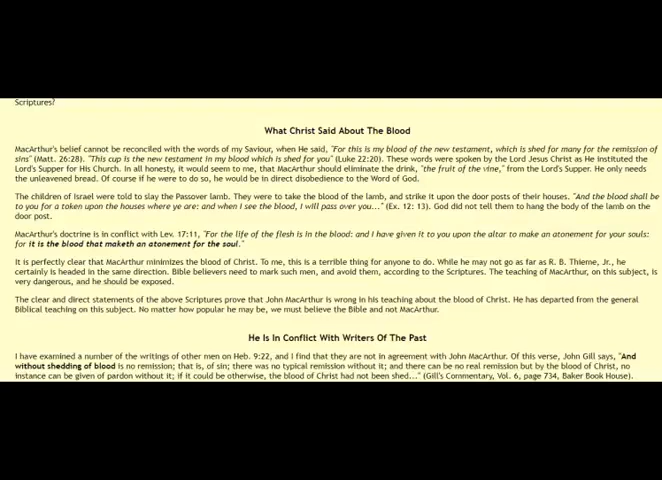 Scriptures?
What Christ Said About The Blood
MacArthur's belief cannot be reconciled with the words of my Saviour, when He said, "For this is my blood of the new testament, which is shed for many for the remission of
sins" (Matt. 26:28). "This cup is the new testament in my blood which is shed for you" (Luke 22:20). These words were spoken by the Lord Jesus Christ as He instituted the
Lord's Supper for His Church. In all honesty, it would seem to me, that MacArthur should eliminate the drink, "the fruit of the vine," from the Lord's Supper. He only needs
the unleavened bread. Of course if he were to do so, he would be in direct disobedience to the Word of God.
The children of Israel were told to slay the Passover lamb. They were to take the blood of the lamb, and strike it upon the door posts of their houses. "And the blood shall be
to you for a token upon the houses where ye are: and when I see the blood, I will pass over you..." (Ex. 12: 13). God did not tell them to hang the body of the lamb on the
door post.
MacArthur's doctrine is in conflict with Lev. 17:11, "For the life of the flesh is in the blood: and I have given it to you upon the altar to make an atonement for your souls:
for it is the blood that maketh an atonement for the soul."
It is perfectly clear that MacArthur minimizes the blood of Christ. To me, this is a terrible thing for anyone to do. While he may not go as far as R. B. Thieme, Jr., he
certainly is headed in the same direction. Bible believers need to mark such men, and avoid them, according to the Scriptures. The teaching of MacArthur, on this subject, is
very dangerous, and he should be exposed.
The clear and direct statements of the above Scriptures prove that John MacArthur is wrong in his teaching about the blood of Christ. He has departed from the general
Biblical teaching on this subject. No matter how popular he may be, we must believe the Bible and not MacArthur.
He Is In Conflict With Writers Of The Past
I have examined a number of the writings of other men on Heb. 9:22, and I find that they are not in agreement with John MacArthur. Of this verse, John Gill says, "And
without shedding of blood is no remission; that is, of sin; there was no typical remission without it; and there can be no real remission but by the blood of Christ, no
instance can be given of pardon without it; if it could be otherwise, the blood of Christ had not been shed..." (Gill's Commentary, Vol. 6, page 734, Baker Book House).